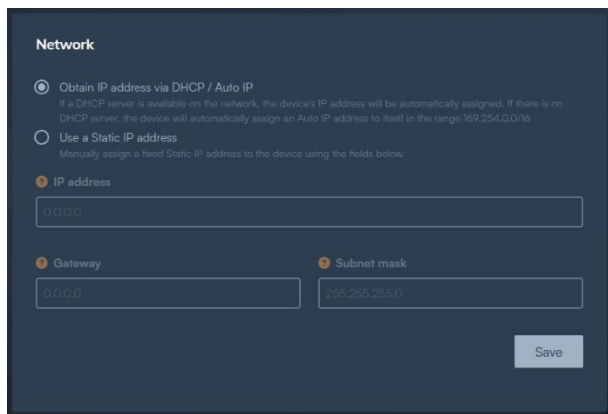 Network
Obtain IP address via DHCP / Auto IP
If a DHCP server is available on the network, the device's IP address will be automatically assigned. If there is no
DHCP server, the device will automatically assign an Auto IP address to itself in the range 169.254.0.0/16
Use a Static IP address
Manually assign a fixed Static IP address to the device using the fields below.
? IP address
0.0.0.0
? Gateway
? Subnet mask
0.0.0.0
255.255.255.0
Save